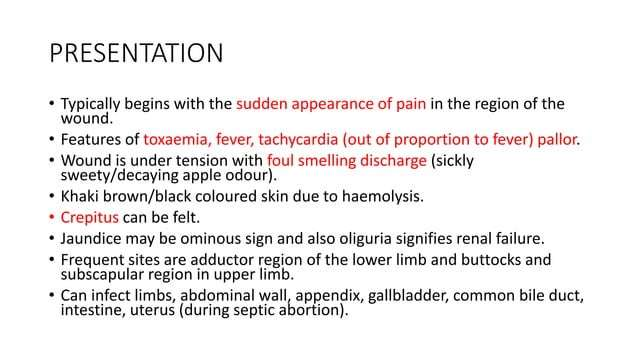 PRESENTATION
• Typically begins with the sudden appearance of pain in the region of the
wound.
• Features of toxaemia, fever, tachycardia (out of proportion to fever) pallor.
• Wound is under tension with foul smelling discharge (sickly
sweety/decaying apple odour).
• Khaki brown/black coloured skin due to haemolysis.
• Crepitus can be felt.
• Jaundice may be ominous sign and also oliguria signifies renal failure.
• Frequent sites are adductor region of the lower limb and buttocks and
subscapular region in upper limb.
• Can infect limbs, abdominal wall, appendix, gallbladder, common bile duct,
intestine, uterus (during septic abortion).